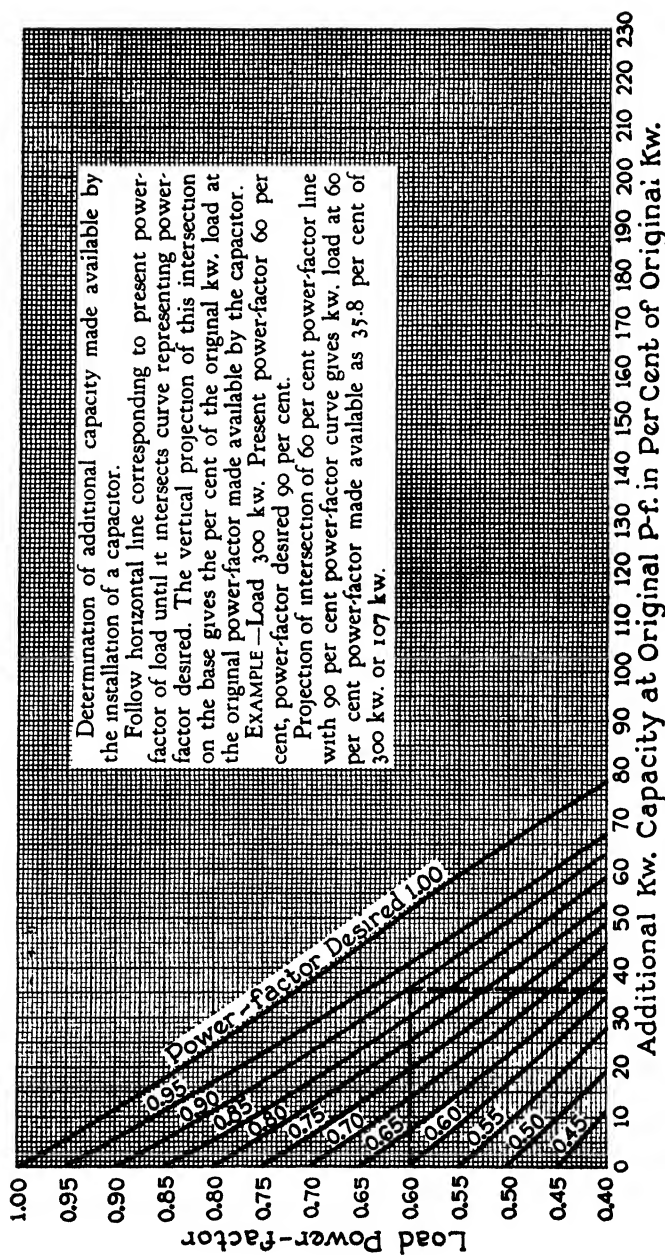 Load Power-factor
1.00
0.95
0.90
0.85
0.80
0.75
0.70
0.65
0.60
0.55
0.50
0.45
0.40
Power-factor Desired 1.00
0.95
0.90
0.85
0.80
0.75
0.70
0.65
0.60
0.55
0.50
0.45
Determination of additional capacity made available by
the installation of a capacitor.
Follow horizontal line corresponding to present power-
factor of load until it intersects curve representing power-
factor desired. The vertical projection of this intersection
on the base gives the per cent of the original kw. load at
the original power-factor made available by the capacitor.
EXAMPLE—Load 300 kw. Present power-factor 60 per
cent, power-factor desired 90 per cent.
Projection of intersection of 60 per cent power-factor line
with 90 per cent power-factor curve gives kw. load at 60
per cent power-factor made available as 35.8 per cent of
300 kw. or 107 kw.
0 10 20 30 40 50 60 70 80 90 100 110 120 130 140 150 160 170 180 190 200 210 220 230
Additional Kw. Capacity at Original P-f. in Per Cent of Original Kw.